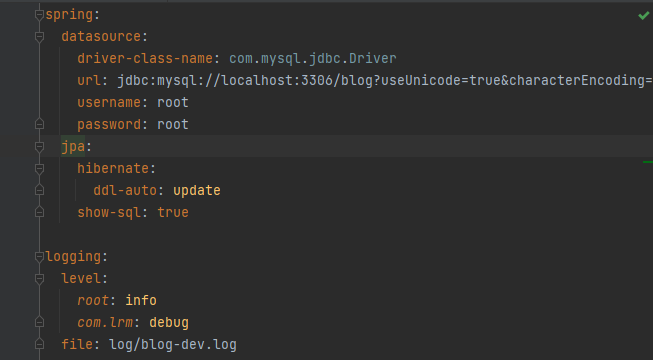 spring:
  datasource:
    driver-class-name: com.mysql.jdbc.Driver
    url: jdbc:mysql://localhost:3306/blog?useUnicode=true&characterEncoding=
    username: root
    password: root
  jpa:
    hibernate:
      ddl-auto: update
    show-sql: true
logging:
  level:
    root: info
    com.lrm: debug
  file: log/blog-dev.log